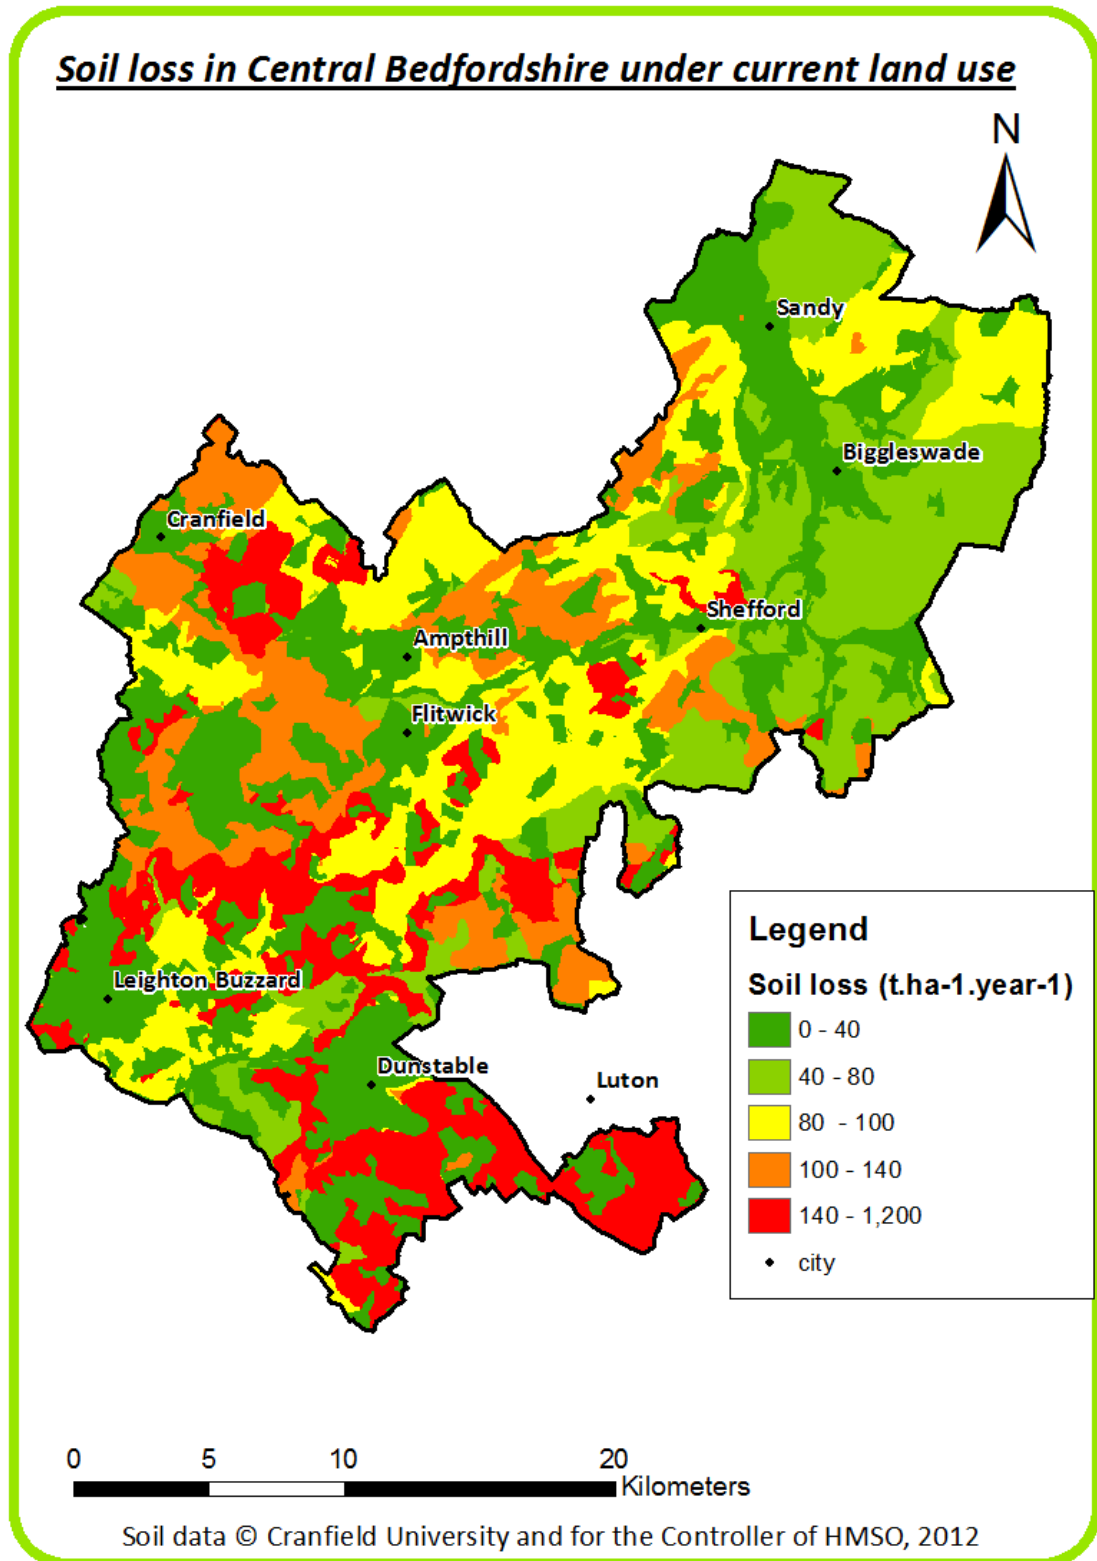 Soil loss in Central Bedfordshire under current land use
N
Sandy
Biggleswade
Cranfield
Shefford
Ampthill
Flitwick
Leighton Buzzard
Dunstable
Luton
Legend
Soil loss (t.ha-1.year-1)
0 - 40
40 - 80
80 - 100
100 - 140
140 - 1,200
city
0 5 10 20
Kilometers
Soil data © Cranfield University and for the Controller of HMSO, 2012